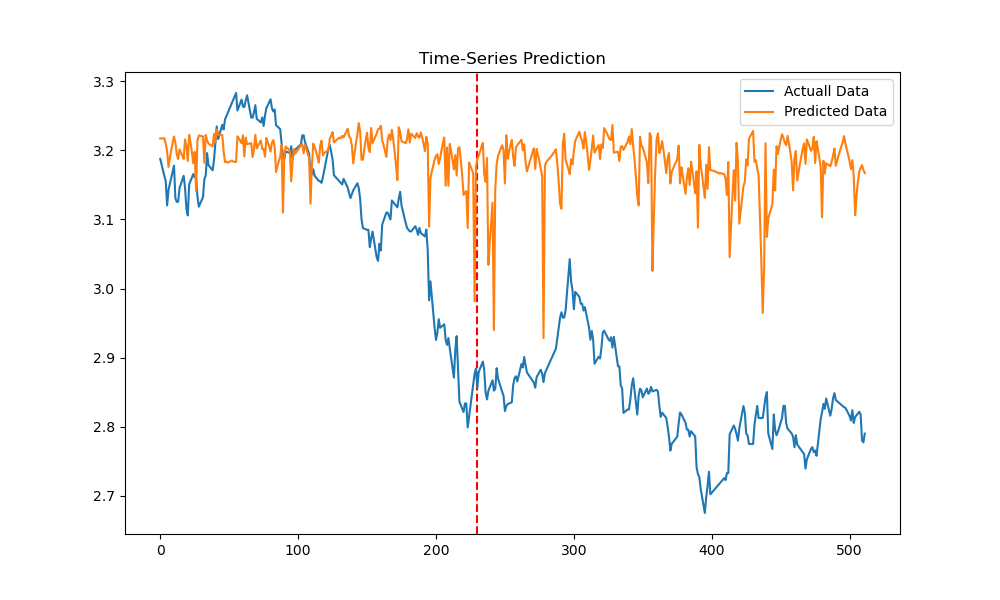 Time-Series Prediction
Actuall Data
Predicted Data
3.3
3.2
3.1
3.0
2.9
2.8
2.7
0 100 200 300 400 500